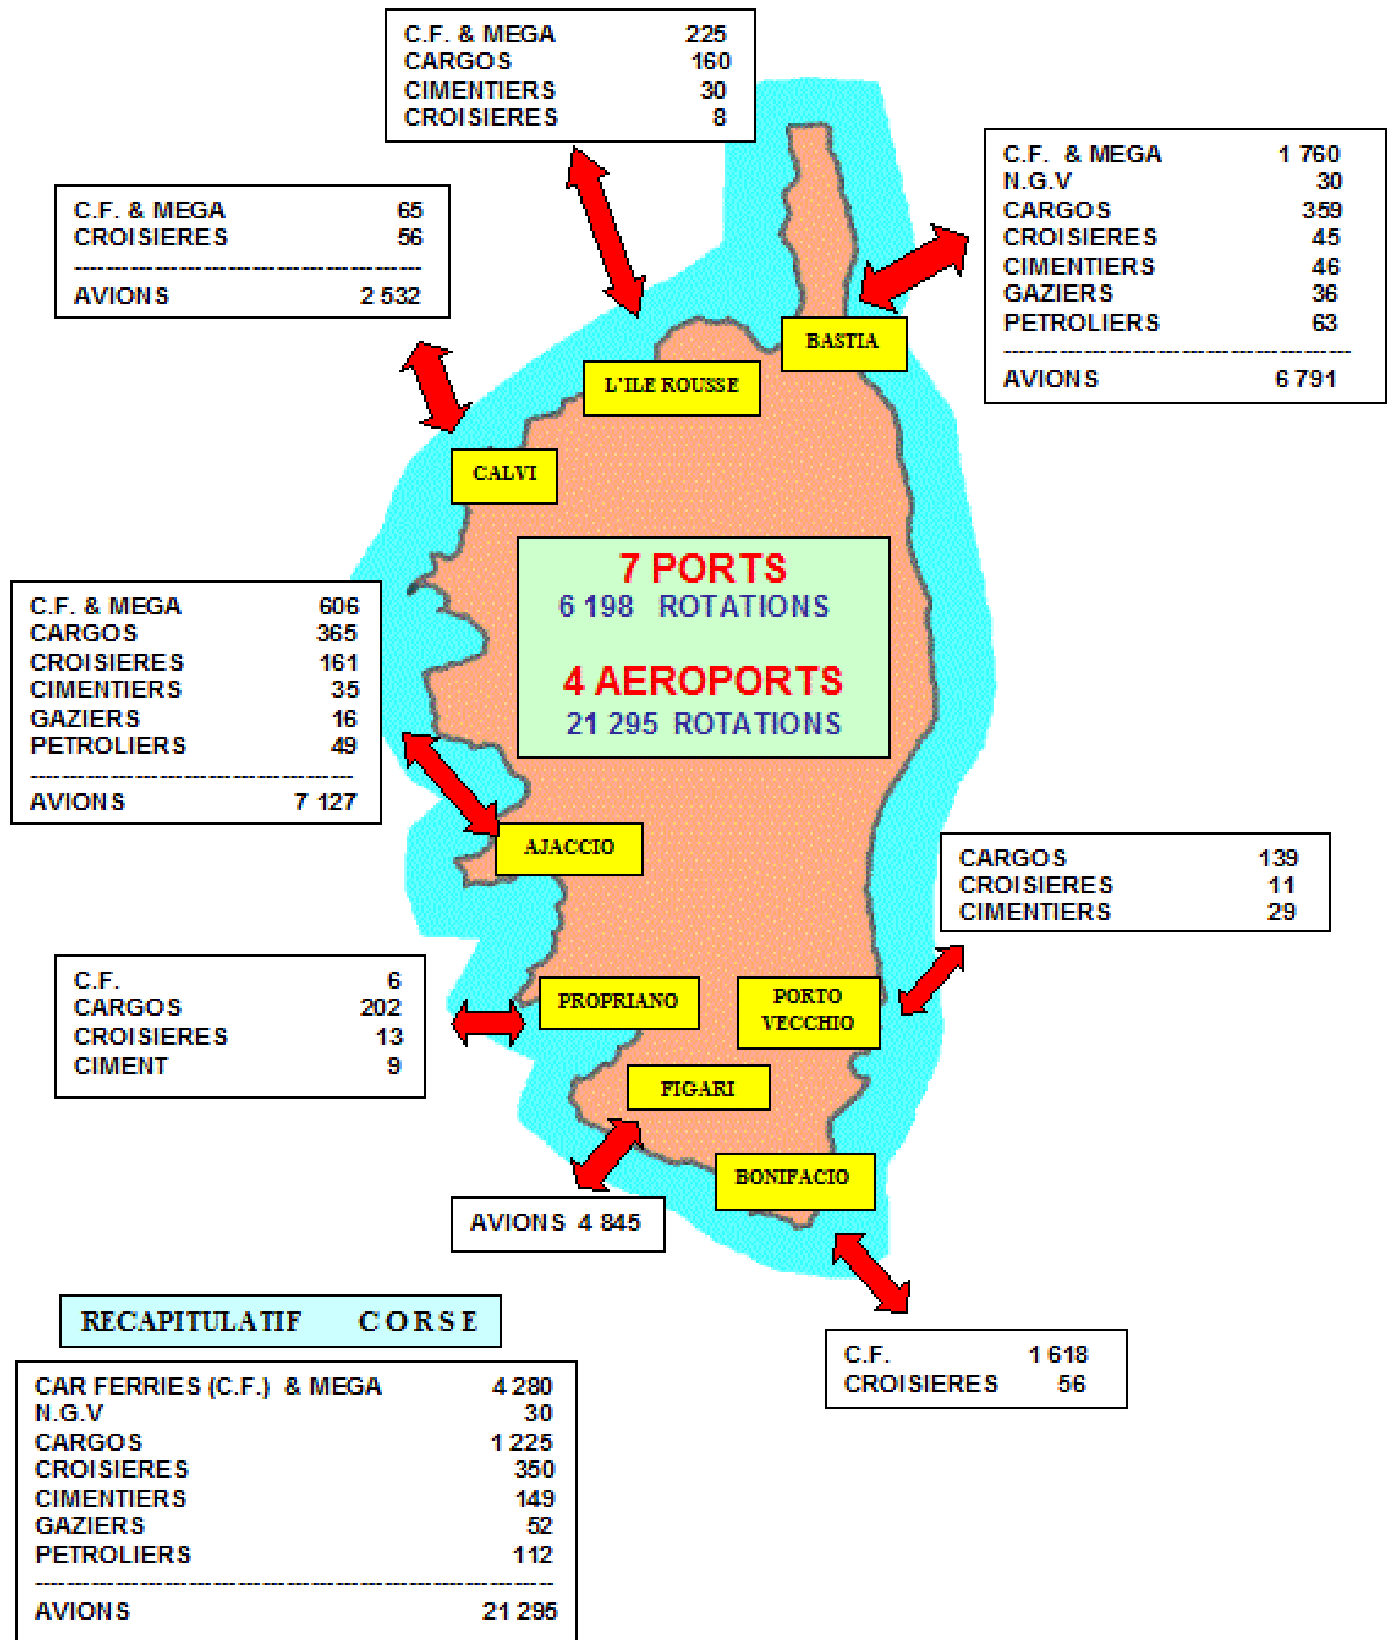 C.F. & MEGA 225
CARGOS 160
CIMENTIERS 30
CROISIERES 8
C.F. & MEGA 1 760
N.G.V 30
CARGOS 359
CROISIERES 45
CIMENTIERS 46
GAZIERS 36
PETROLIERS 63
AVIONS 6 791
C.F. & MEGA 65
CROISIERES 56
AVIONS 2 532
BASTIA
L'ILE ROUSSE
CALVI
7 PORTS
6 198 ROTATIONS
4 AEROPORTS
21 295 ROTATIONS
C.F. & MEGA 606
CARGOS 365
CROISIERES 161
CIMENTIERS 35
GAZIERS 16
PETROLIERS 49
AVIONS 7 127
AJACCIO
CARGOS 139
CROISIERES 11
CIMENTIERS 29
C.F. 6
CARGOS 202
CROISIERES 13
CIMENT 9
PROPRIANO
PORTO
VECCHIO
FIGARI
BONIFACIO
AVIONS 4 845
C.F. 1 618
CROISIERES 56
RECAPITULATIF CORSE
CAR FERRIES (C.F.) & MEGA 4 280
N.G.V 30
CARGOS 1 225
CROISIERES 350
CIMENTIERS 149
GAZIERS 52
PETROLIERS 112
AVIONS 21 295